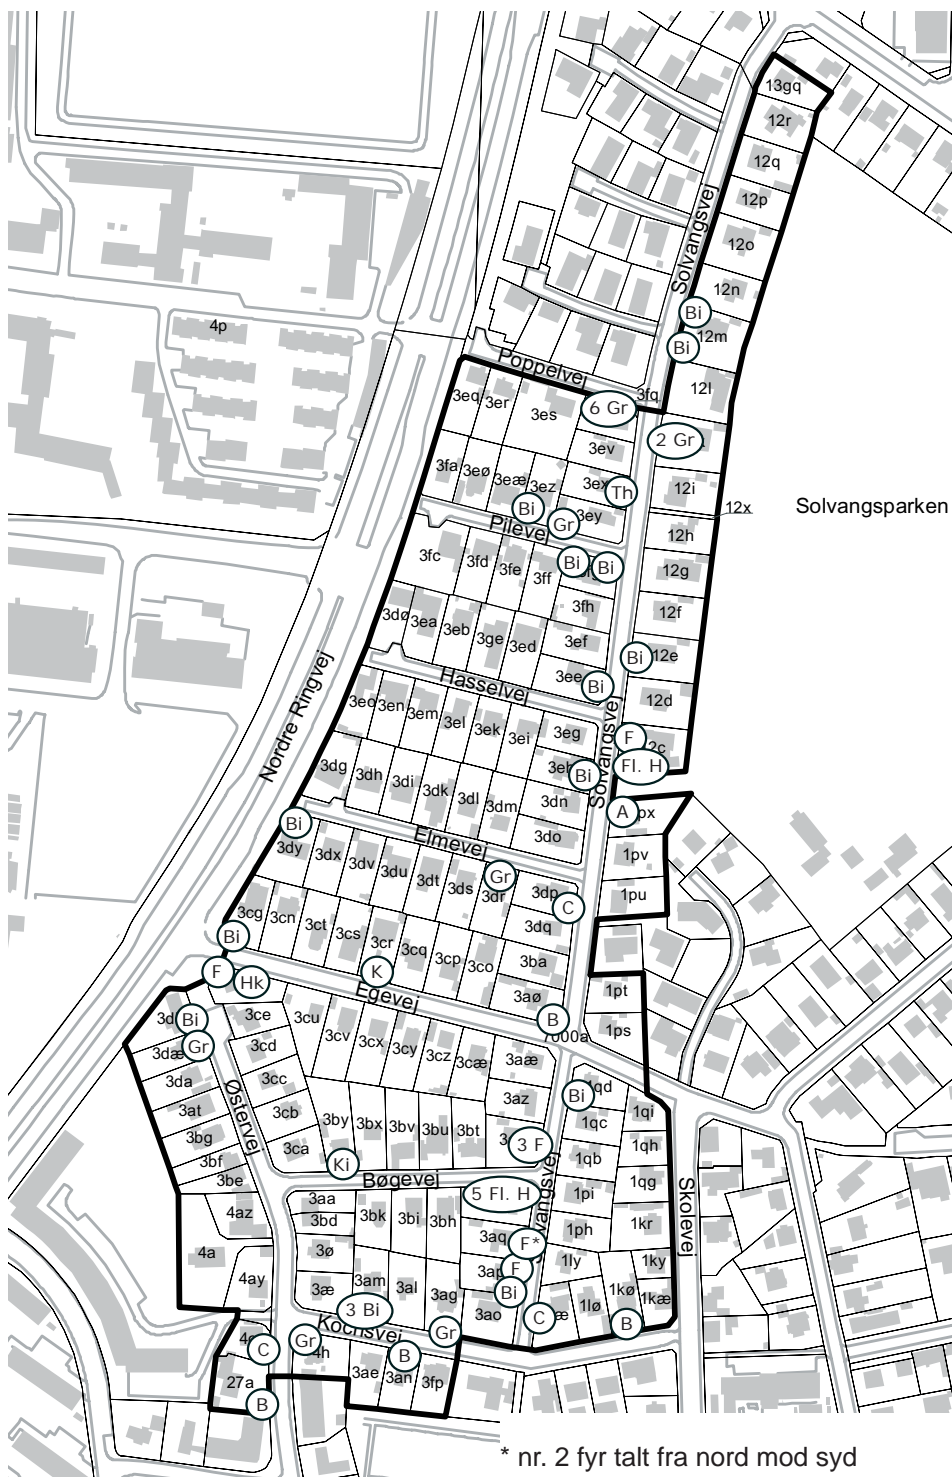 13gq
12r
12q
12p
12o
12n
Solvangsvej
Bi
12m
Bi
4p
Poppelvej
3fq
12l
6 Gr
3eq
3er
3es
2 Gr
3ev
3fa
3eø
3eæ
3ez
3ex
Th
12i
Bi
Gr
3ey
12x
Solvangsparken
Pilevej
12h
3fc
3fd
3fe
3ff
Bi
Bi
12g
3fh
12f
3dø
3ea
3eb
3ge
3ed
3ef
Bi
12e
3ee
Bi
Hasselvej
12d
Nordre Ringvej
3eo
3en
3em
3el
3ek
3ei
3eg
F
12c
Solvangsvej
Fl. H
3dg
3dh
3di
3dk
3dl
3dm
3eh
Bi
3dn
A
px
3do
Bi
Elmevej
3dy
3dx
3dv
3du
3dt
3ds
Gr
3dr
3dp
C
1pv
1pu
3dq
3cg
3cn
3ct
3cs
3cr
3cq
3cp
3co
3ba
Bi
F
Hk
K
Egevej
3aø
B
1pt
7000a
1ps
3d
Bi
3ce
3cu
3cv
3cx
3cy
3cz
3cæ
3aæ
Gr
3dæ
3cd
3da
3cc
3az
Bi
1qd
3at
3cb
3by
3bx
3bv
3bu
3bt
1qc
1qi
Østervej
3bg
3ca
3 F
1qh
3bf
Ki
1qb
3be
Bøgevej
1qg
4az
3aa
5 Fl. H
1pi
Solvangsvej
Skolevej
3bd
3bk
3bi
3bh
1ph
1kr
4a
3ø
3aq
F*
1ly
1ky
4ay
3æ
3am
3al
3ag
3ap
F
Bi
1kø
1kæ
3 Bi
3ao
C
æ
1lø
B
Kochsvej
Gr
Gr
C
4h
B
3ae
3an
3fp
27a
B
* nr. 2 fyr talt fra nord mod syd